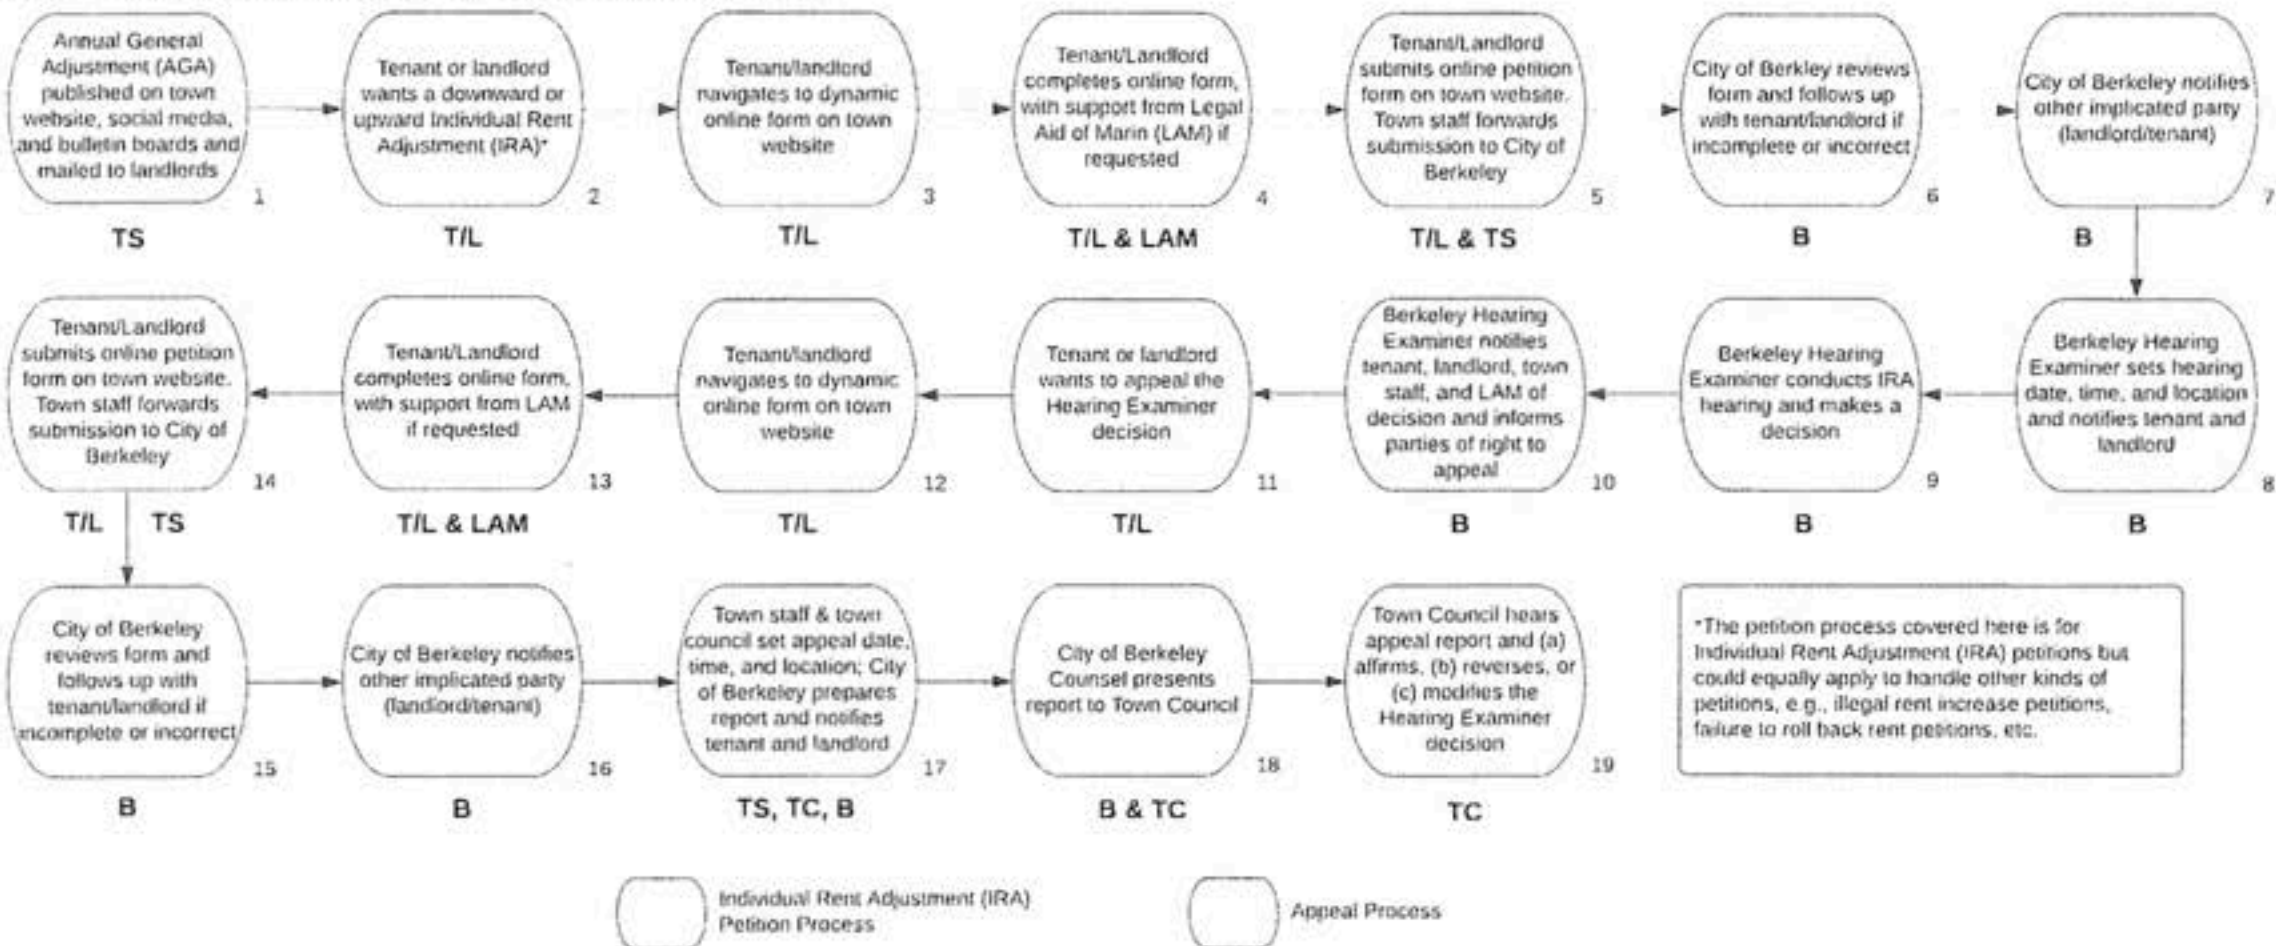 Annual General
Adjustment (AGA)
published on town
website, social media,
and bulletin boards and
mailed to landlords
1
TS
Tenant or landlord
wants a downward or
upward Individual Rent
Adjustment (IRA)*
2
T/L
Tenant/landlord
navigates to dynamic
online form on town
website
3
T/L
Tenant/Landlord
completes online form,
with support from Legal
Aid of Marin (LAM) if
requested
4
T/L & LAM
Tenant/Landlord
submits online petition
form on town website.
Town staff forwards
submission to City of
Berkeley
5
T/L & TS
City of Berkley reviews
form and follows up
with tenant/landlord if
incomplete or incorrect
6
B
City of Berkeley notifies
other implicated party
(landlord/tenant)
7
B
Berkeley Hearing
Examiner sets hearing
date, time, and location
and notifies tenant and
landlord
8
B
Berkeley Hearing
Examiner conducts IRA
hearing and makes a
decision
9
B
Berkeley Hearing
Examiner notifies
tenant, landlord, town
staff, and LAM of
decision and informs
parties of right to
appeal
10
B
Tenant or landlord
wants to appeal the
Hearing Examiner
decision
11
T/L
Tenant/landlord
navigates to dynamic
online form on town
website
12
T/L
Tenant/Landlord
completes online form,
with support from LAM
if requested
13
T/L & LAM
Tenant/Landlord
submits online petition
form on town website.
Town staff forwards
submission to City of
Berkeley
14
T/L TS
City of Berkeley
reviews form and
follows up with
tenant/landlord if
incomplete or incorrect
15
B
City of Berkeley notifies
other implicated party
(landlord/tenant)
16
B
Town staff & town
council set appeal date,
time, and location; City
of Berkeley prepares
report and notifies
tenant and landlord
17
TS, TC, B
City of Berkeley
Counsel presents
report to Town Council
18
B & TC
Town Council hears
appeal report and (a)
affirms, (b) reverses, or
(c) modifies the
Hearing Examiner
decision
19
TC
*The petition process covered here is for
Individual Rent Adjustment (IRA) petitions but
could equally apply to handle other kinds of
petitions, e.g., illegal rent increase petitions,
failure to roll back rent petitions, etc.
Individual Rent Adjustment (IRA)
Petition Process
Appeal Process